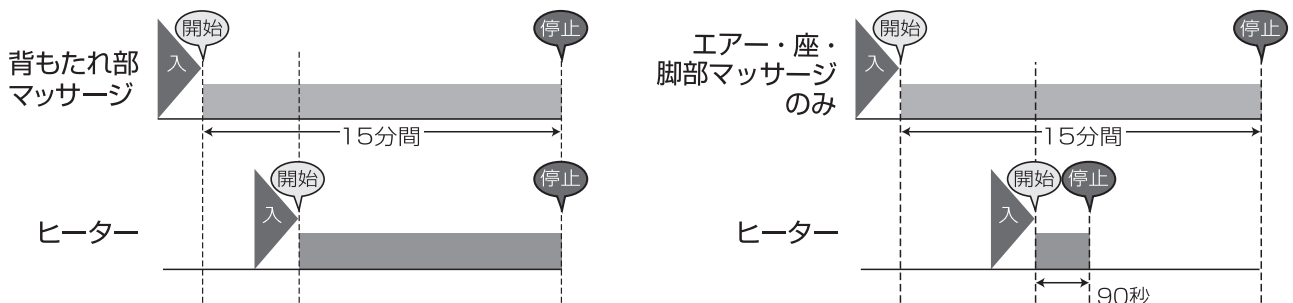 開始
停止
背もたれ部
マッサージ
入
15分間
開始
停止
ヒーター
入
開始
停止
エアー・座・
脚部マッサージ
のみ
入
15分間
開始
停止
ヒーター
入
90秒